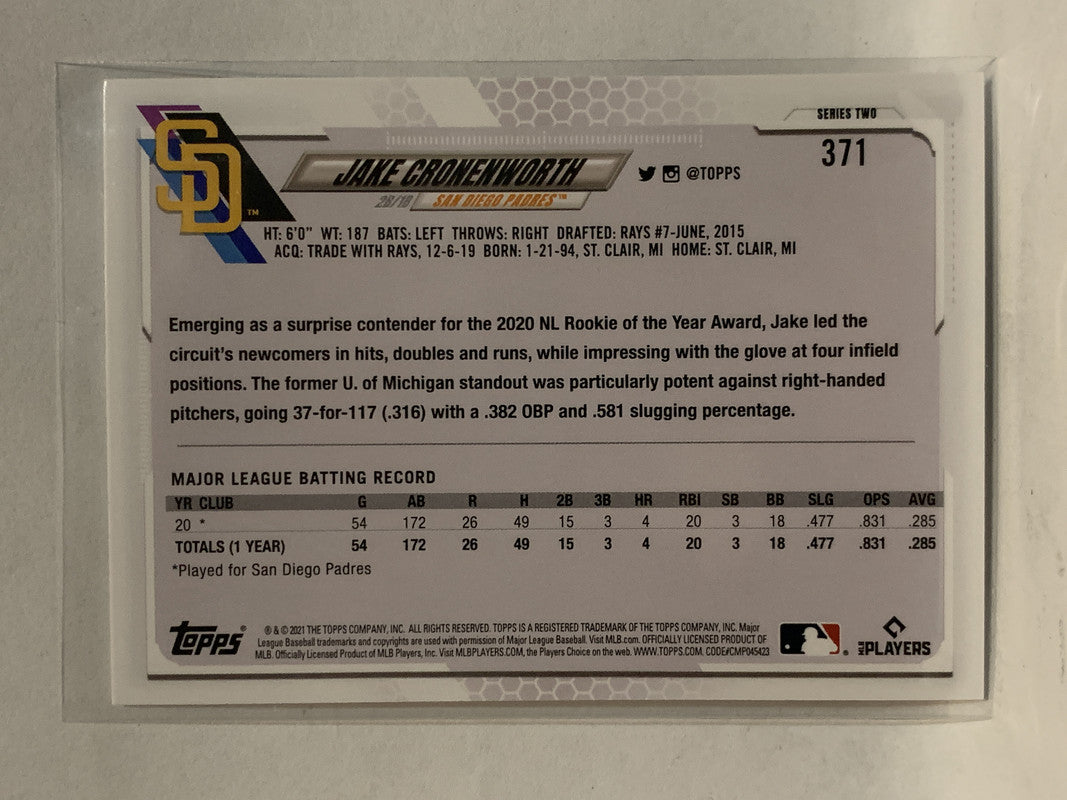 SERIES TWO
371
SD™
JAKE CRONENWORTH
@TOPPS
2B/1B SAN DIEGO PADRES™
HT: 6'0" WT: 187 BATS: LEFT THROWS: RIGHT DRAFTED: RAYS #7-JUNE, 2015
ACQ: TRADE WITH RAYS, 12-6-19 BORN: 1-21-94, ST. CLAIR, MI HOME: ST. CLAIR, MI
Emerging as a surprise contender for the 2020 NL Rookie of the Year Award, Jake led the
circuit's newcomers in hits, doubles and runs, while impressing with the glove at four infield
positions. The former U. of Michigan standout was particularly potent against right-handed
pitchers, going 37-for-117 (.316) with a .382 OBP and .581 slugging percentage.
MAJOR LEAGUE BATTING RECORD
YR CLUB G AB R H 2B 3B HR RBI SB BB SLG OPS AVG
20 * 54 172 26 49 15 3 4 20 3 18 .477 .831 .285
TOTALS (1 YEAR) 54 172 26 49 15 3 4 20 3 18 .477 .831 .285
*Played for San Diego Padres
topps®
® & © 2021 THE TOPPS COMPANY, INC. ALL RIGHTS RESERVED. TOPPS IS A REGISTERED TRADEMARK OF THE TOPPS COMPANY, INC. Major
League Baseball trademarks and copyrights are used with permission of Major League Baseball. Visit MLB.com. OFFICIALLY LICENSED PRODUCT OF
MLB. Officially Licensed Product of MLB Players, Inc. Visit MLBPLAYERS.COM, the Players Choice on the web. WWW.TOPPS.COM. CODE#CMP045423
®
MLB PLAYERS